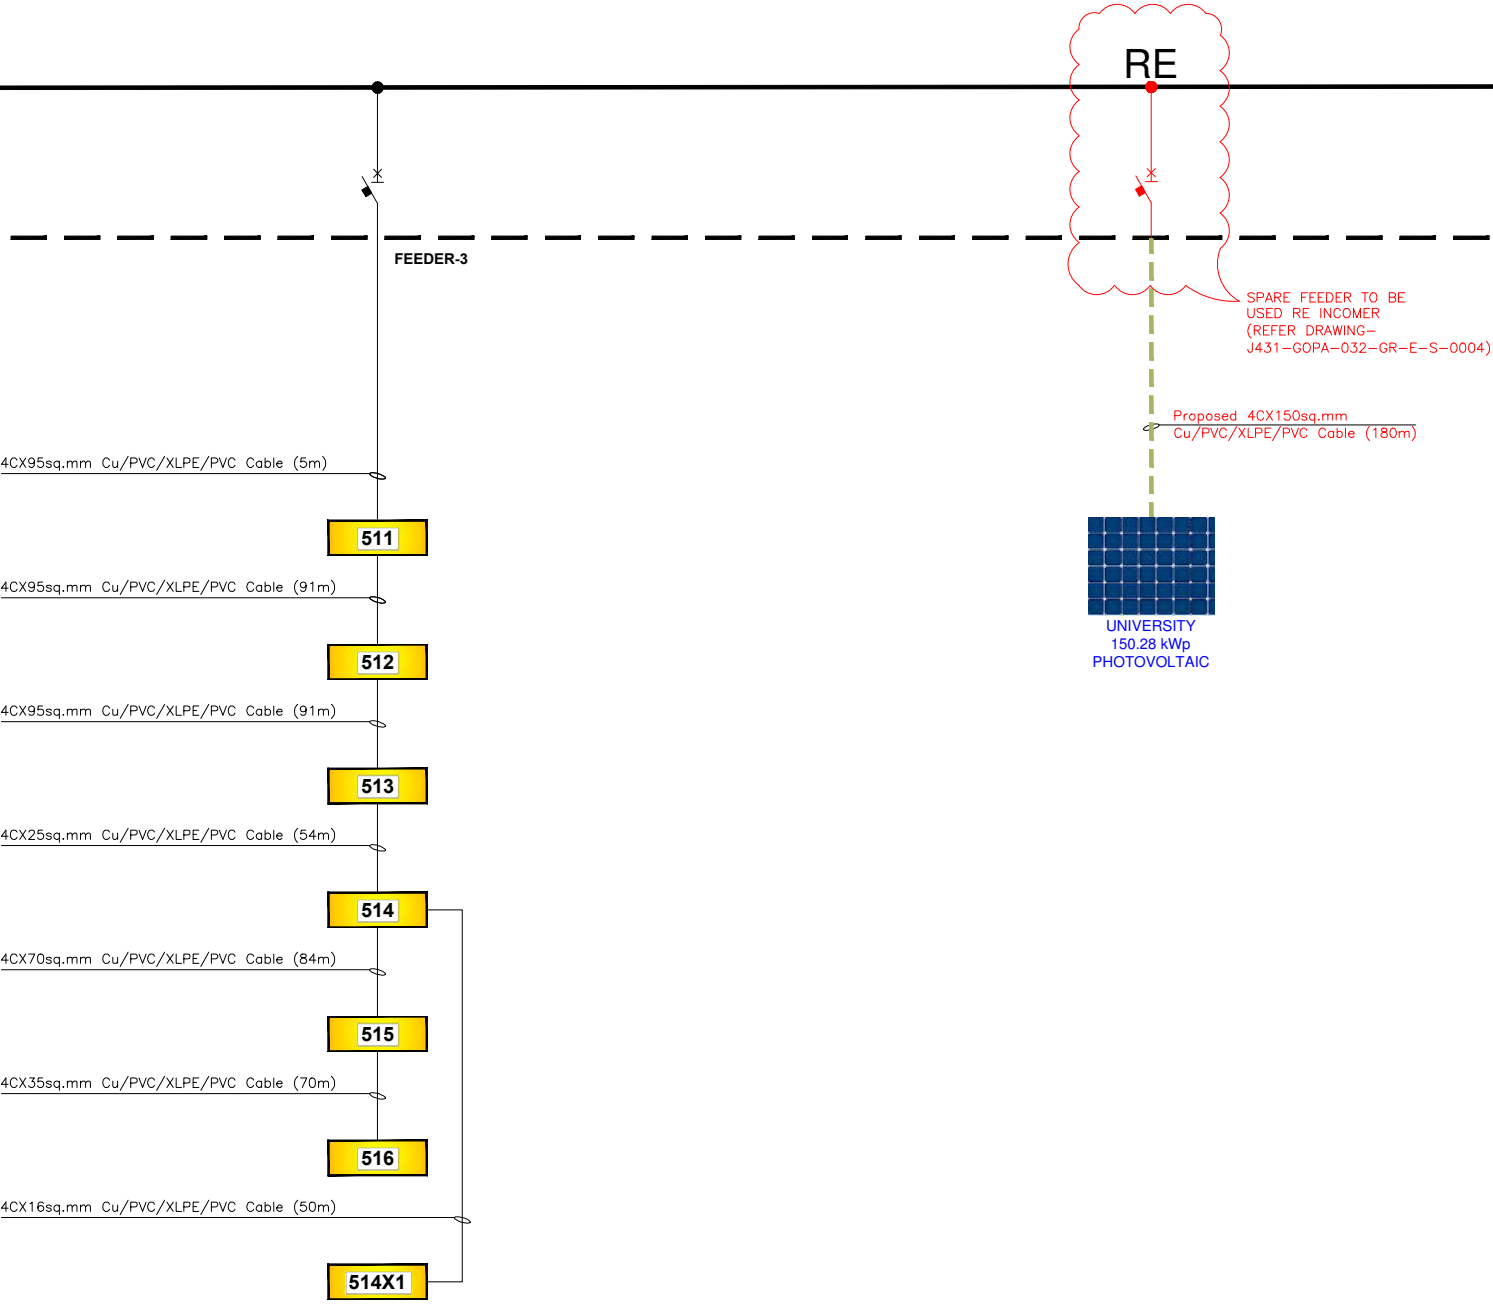 RE
FEEDER-3
SPARE FEEDER TO BE
USED RE INCOMER
(REFER DRAWING-
J431-GOPA-032-GR-E-S-0004)
Proposed 4CX150sq.mm
Cu/PVC/XLPE/PVC Cable (180m)
4CX95sq.mm Cu/PVC/XLPE/PVC Cable (5m)
511
4CX95sq.mm Cu/PVC/XLPE/PVC Cable (91m)
UNIVERSITY
150.28 kWp
PHOTOVOLTAIC
512
4CX95sq.mm Cu/PVC/XLPE/PVC Cable (91m)
513
4CX25sq.mm Cu/PVC/XLPE/PVC Cable (54m)
514
4CX70sq.mm Cu/PVC/XLPE/PVC Cable (84m)
515
4CX35sq.mm Cu/PVC/XLPE/PVC Cable (70m)
516
4CX16sq.mm Cu/PVC/XLPE/PVC Cable (50m)
514X1